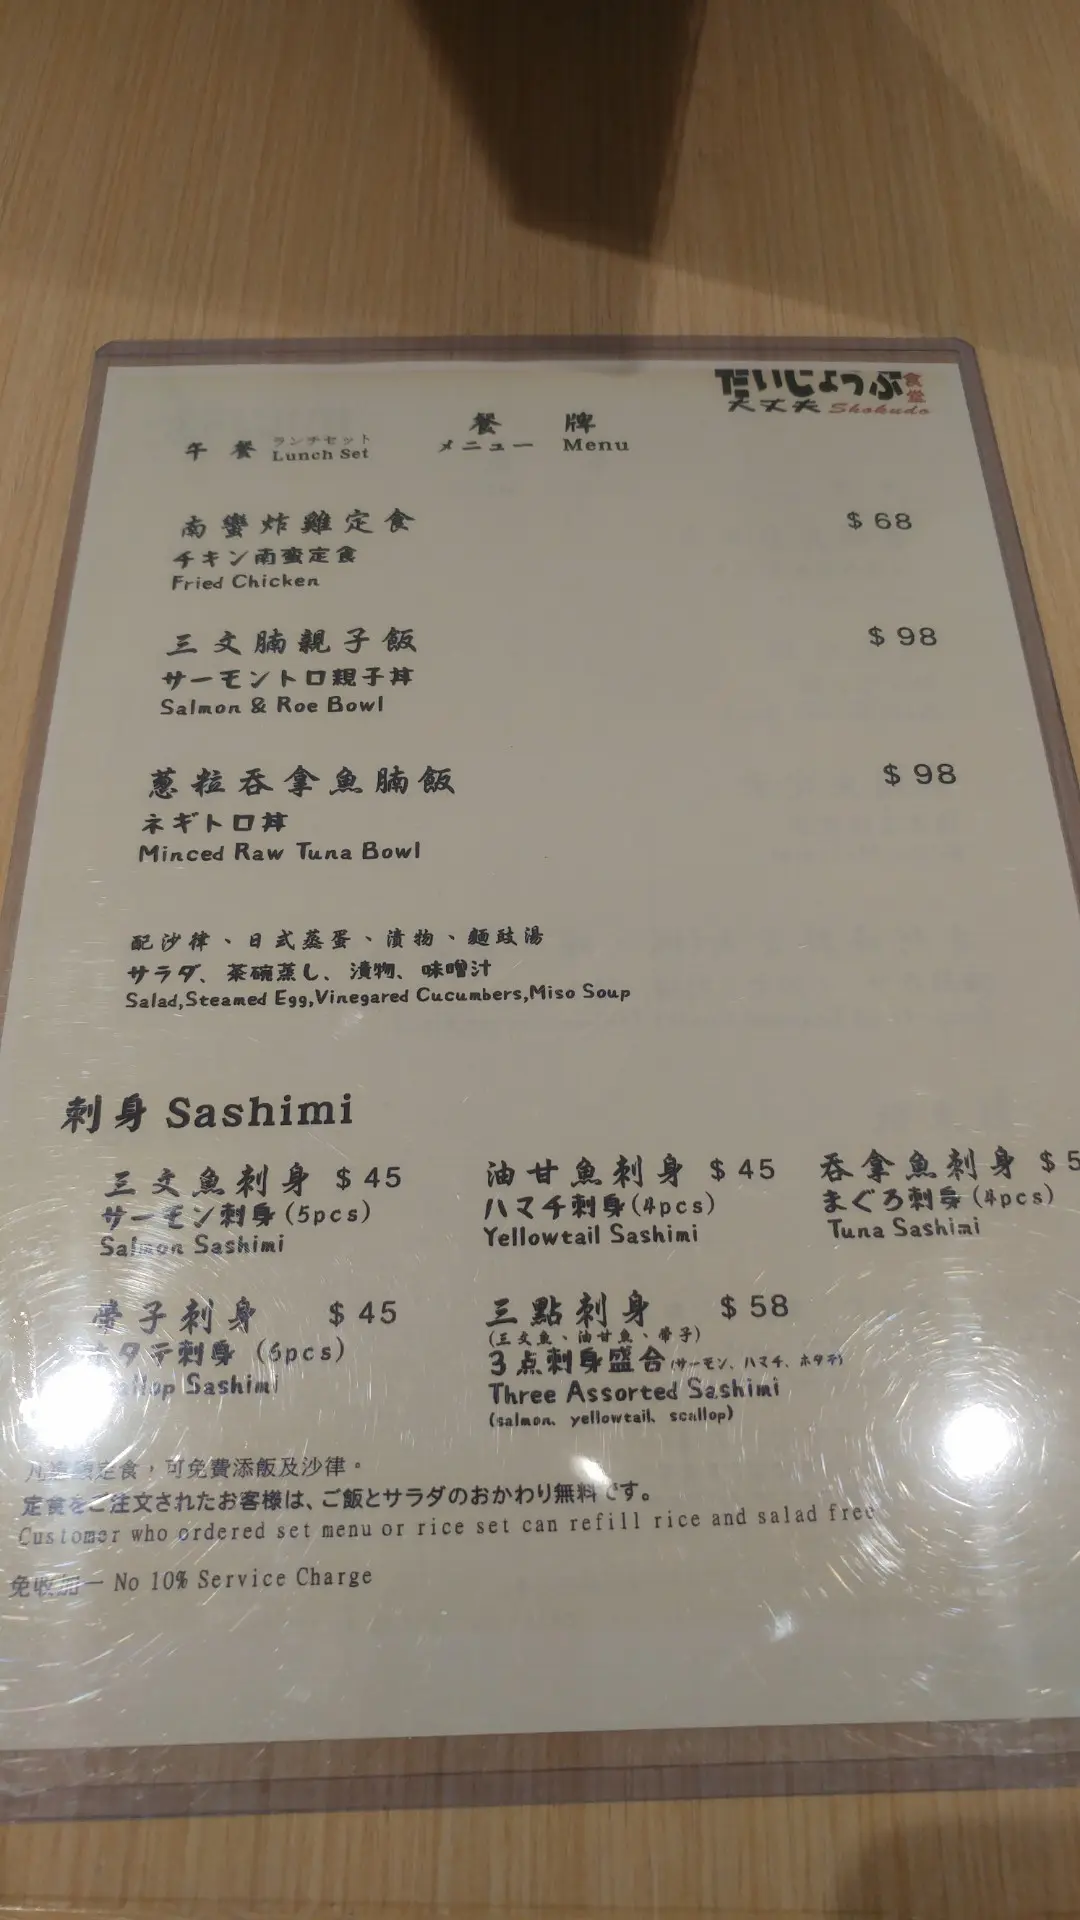 だいじょうぶ食堂
大丈夫 Shokudo
餐 牌
メニュー Menu
午餐 ランチセット
Lunch Set
南蠻炸雞定食 $68
チキン南蛮定食
Fried Chicken
三文腩親子飯 $98
サーモントロ親子丼
Salmon & Roe Bowl
蔥粒吞拿魚腩飯 $98
ネギトロ丼
Minced Raw Tuna Bowl
配沙律、日式蒸蛋、漬物、麵豉湯
サラダ、茶碗蒸し、漬物、味噌汁
Salad,Steamed Egg,Vinegared Cucumbers,Miso Soup
刺身 Sashimi
三文魚刺身 $45
サーモン刺身(5pcs)
Salmon Sashimi
油甘魚刺身 $45
ハマチ刺身(4pcs)
Yellowtail Sashimi
吞拿魚刺身 $5
まぐろ刺身(4pcs)
Tuna Sashimi
帶子刺身 $45
タテ刺身 (6pcs)
Sashimi
三點刺身 $58
(三文魚、油甘魚、帶子)
3点刺身盛合(サーモン、ハマチ、ホタテ)
Three Assorted Sashimi
(salmon、yellowtail、scallop)
定食，可免費添飯及沙律。
定食をご注文されたお客様は、ご飯とサラダのおかわり無料です。
Customer who ordered set menu or rice set can refill rice and salad free
免收加一 No 10% Service Charge